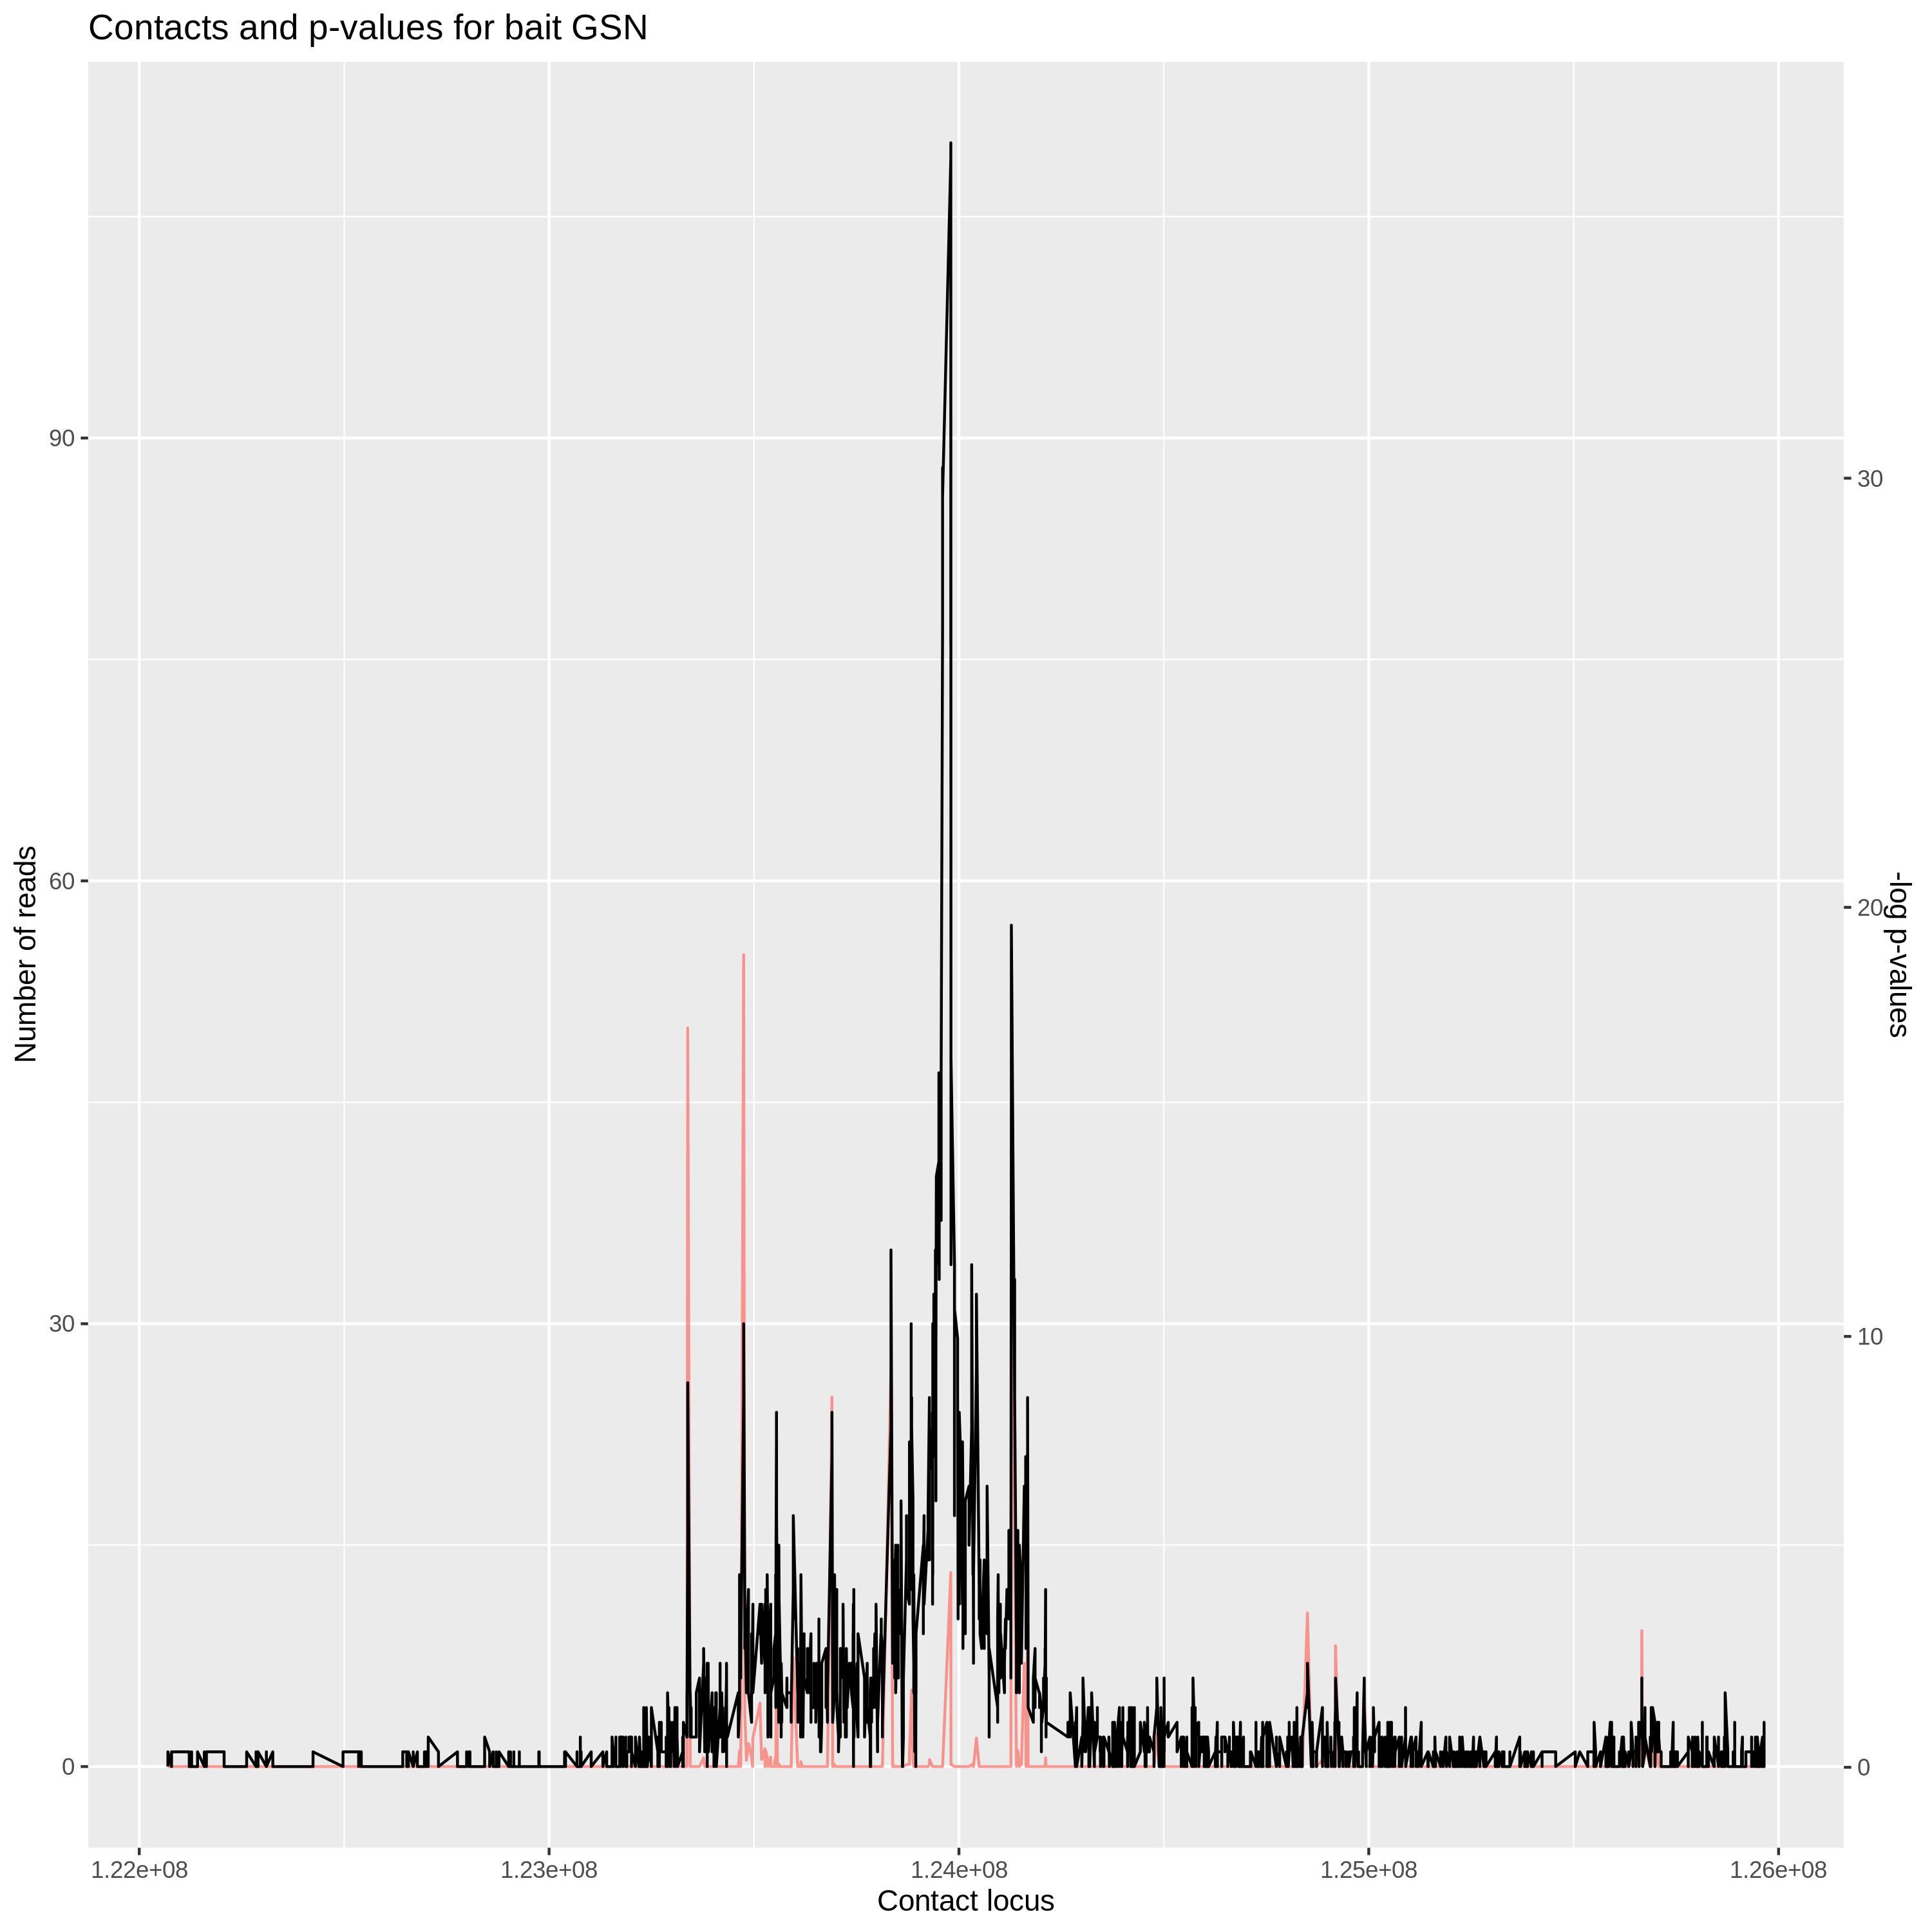 Contacts and p-values for bait GSN
90
60
30
0
Number of reads
30
20
10
0
-log p-values
1.22e+08
1.23e+08
1.24e+08
1.25e+08
1.26e+08
Contact locus